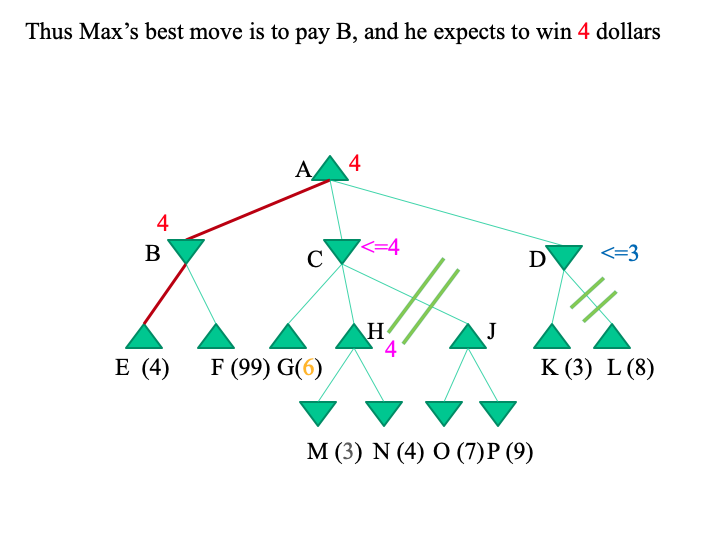 Thus Max’s best move is to pay B, and he expects to win 4 dollars
A 4
4
B C <=4 D <=3
H J
4
E (4) F (99) G(6) K (3) L (8)
M (3) N (4) O (7) P (9)